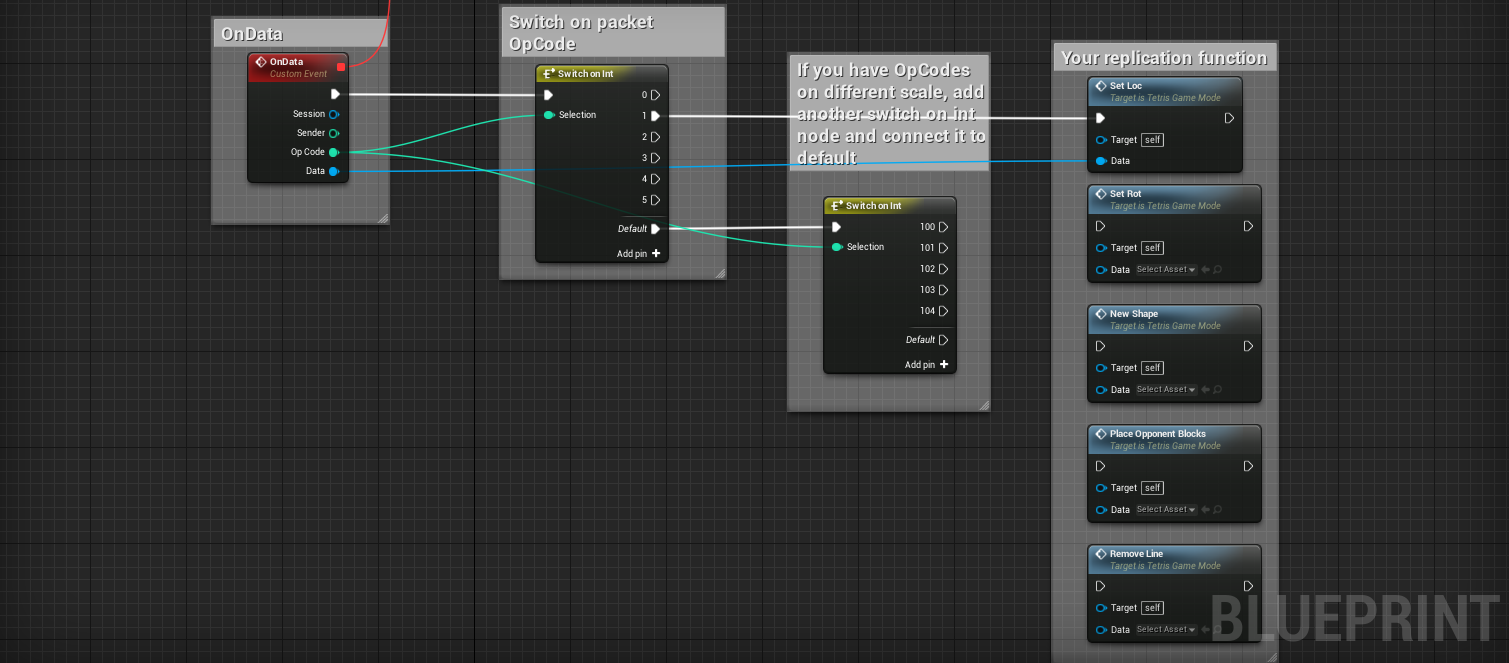 OnData
OnData
Custom Event
Session
Sender
Op Code
Data
Switch on packet
OpCode
Switch on Int
Selection
0
1
2
3
4
5
Default
Add pin +
If you have OpCodes
on different scale, add
another switch on int
node and connect it to
default
Switch on Int
Selection
100
101
102
103
104
Default
Add pin +
Your replication function
Set Loc
Target is Tetris Game Mode
Target self
Data
Set Rot
Target is Tetris Game Mode
Target self
Data Select Asset
New Shape
Target is Tetris Game Mode
Target self
Data Select Asset
Place Opponent Blocks
Target is Tetris Game Mode
Target self
Data Select Asset
Remove Line
Target is Tetris Game Mode
Target self
Data Select Asset
BLUEPRINT